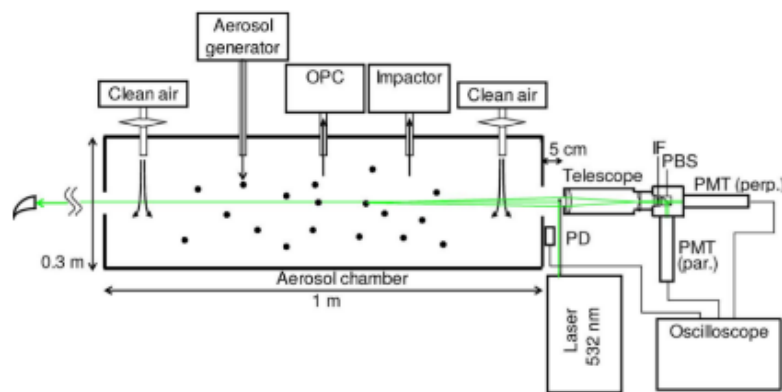 Aerosol
generator
OPC
Impactor
Clean air
Clean air
5 cm
IF
PBS
Telescope
PMT (perp.)
PD
PMT
(par.)
0.3 m
Aerosol chamber
1 m
Laser
532 nm
Oscilloscope